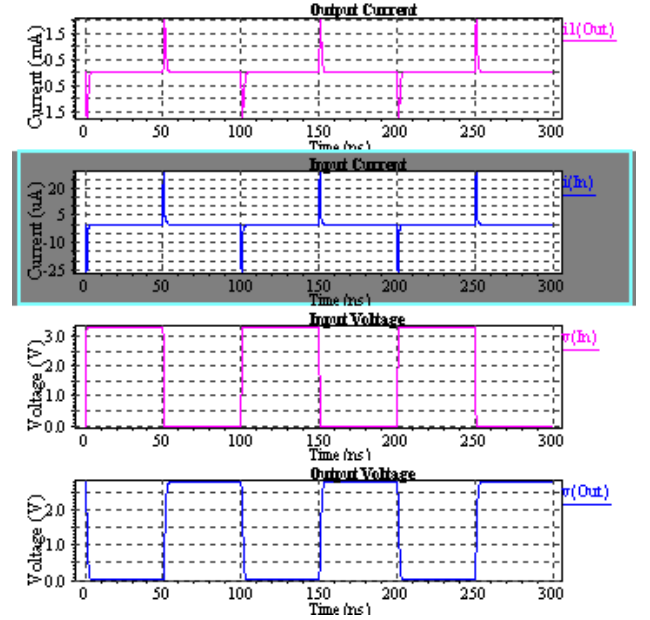 Output Current
1.5
0.5
-0.5
1.5
Current (mA)
i1(Out)
0 50 100 150 200 250 300
Time (ns)
Input Current
20
5
-10
-25
Current (uA)
i(In)
0 50 100 150 200 250 300
Time (ns)
Input Voltage
3.0
2.0
1.0
0.0
Voltage (V)
v(In)
0 50 100 150 200 250 300
Time (ns)
Output Voltage
2.0
1.0
0.0
Voltage (V)
v(Out)
0 50 100 150 200 250 300
Time (ns)